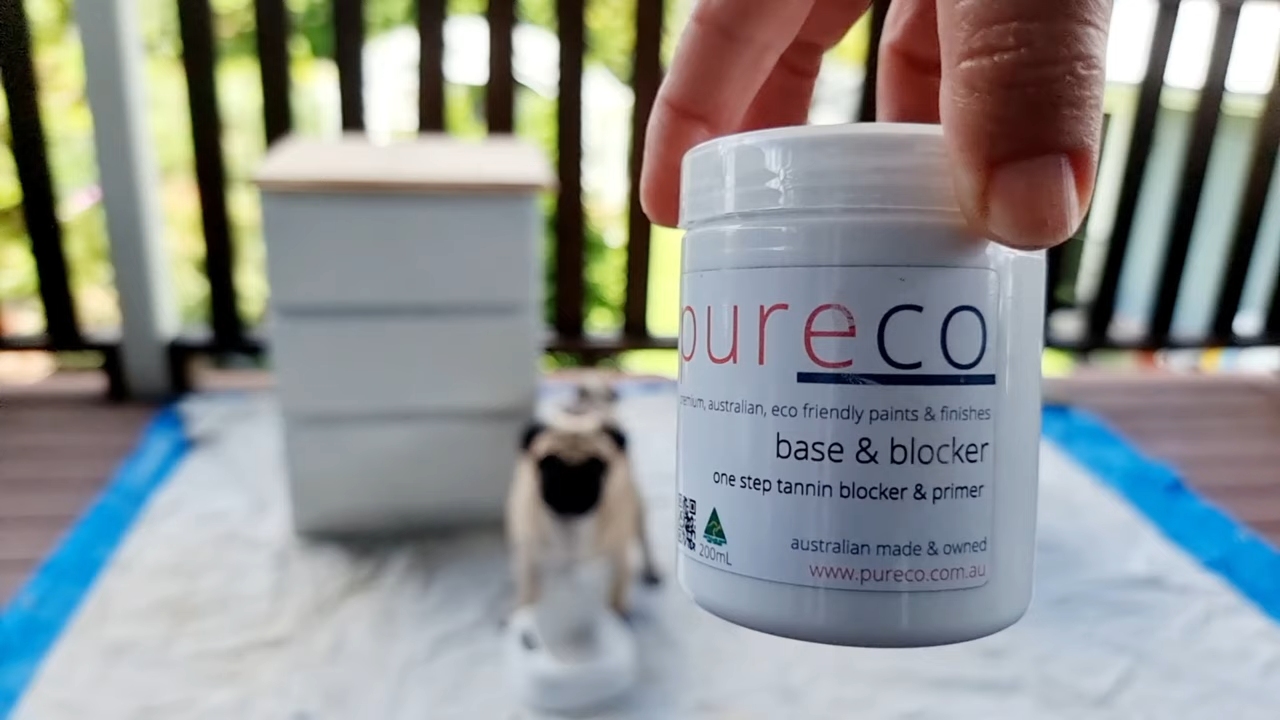 pureco
premium, australian, eco friendly paints & finishes
base & blocker
one step tannin blocker & primer
200mL
australian made & owned
www.pureco.com.au